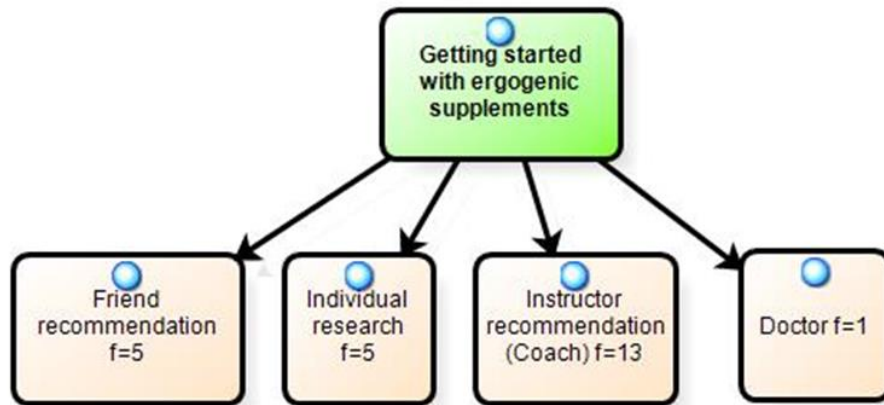 Getting started
with ergogenic
supplements
Friend
recommendation
f=5
Individual
research
f=5
Instructor
recommendation
(Coach) f=13
Doctor f=1